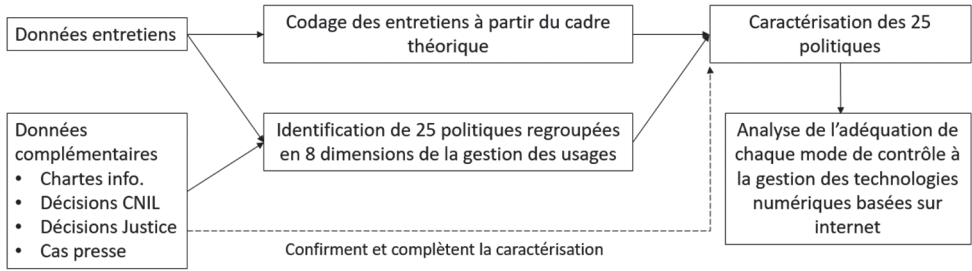 Données entretiens
Codage des entretiens à partir du cadre
théorique
Caractérisation des 25
politiques
Données
complémentaires
• Chartes info.
• Décisions CNIL
• Décisions Justice
• Cas presse
Identification de 25 politiques regroupées
en 8 dimensions de la gestion des usages
Analyse de l’adéquation de
chaque mode de contrôle à
la gestion des technologies
numériques basées sur
internet
Confirment et complètent la caractérisation